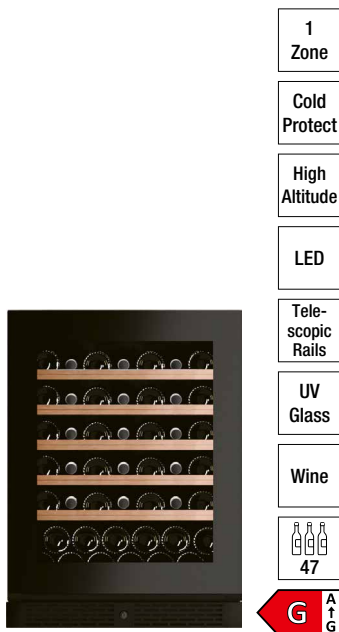 1
Zone
Cold
Protect
High
Altitude
LED
Tele-
scopic
Rails
UV
Glass
Wine
47
G
A
↑
G